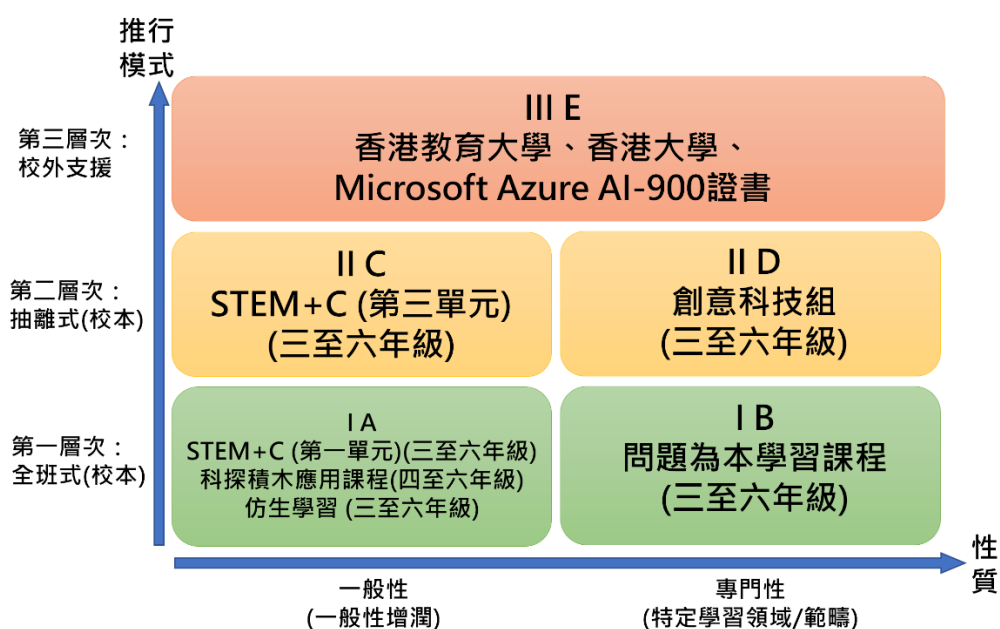 推行
模式
第三層次：
校外支援
III E
香港教育大學、香港大學、
Microsoft Azure AI-900證書
第二層次：
抽離式(校本)
II C
STEM+C (第三單元)
(三至六年級)
II D
創意科技組
(三至六年級)
第一層次：
全班式(校本)
I A
STEM+C (第一單元)(三至六年級)
科探積木應用課程(四至六年級)
仿生學習 (三至六年級)
I B
問題為本學習課程
(三至六年級)
性
質
一般性
(一般性增潤)
專門性
(特定學習領域/範疇)